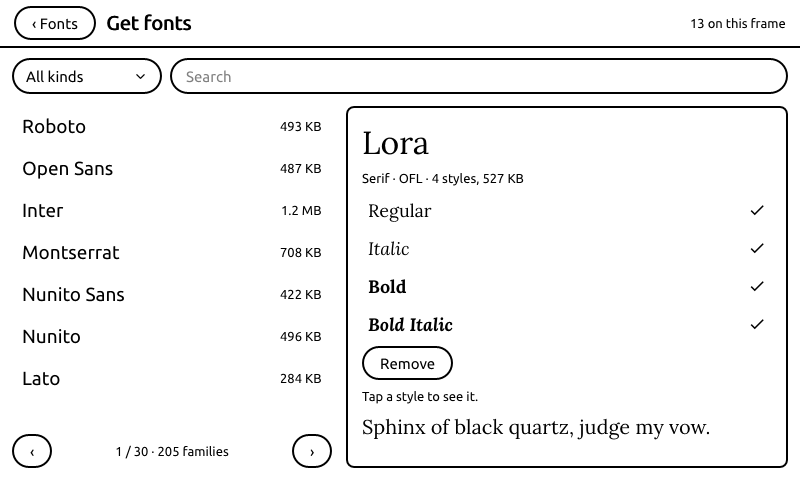 ‹ Fonts
Get fonts
13 on this frame
All kinds
Search
Roboto 493 KB
Open Sans 487 KB
Inter 1.2 MB
Montserrat 708 KB
Nunito Sans 422 KB
Nunito 496 KB
Lato 284 KB
‹
1 / 30 · 205 families
›
Lora
Serif · OFL · 4 styles, 527 KB
Regular
Italic
Bold
Bold Italic
Remove
Tap a style to see it.
Sphinx of black quartz, judge my vow.